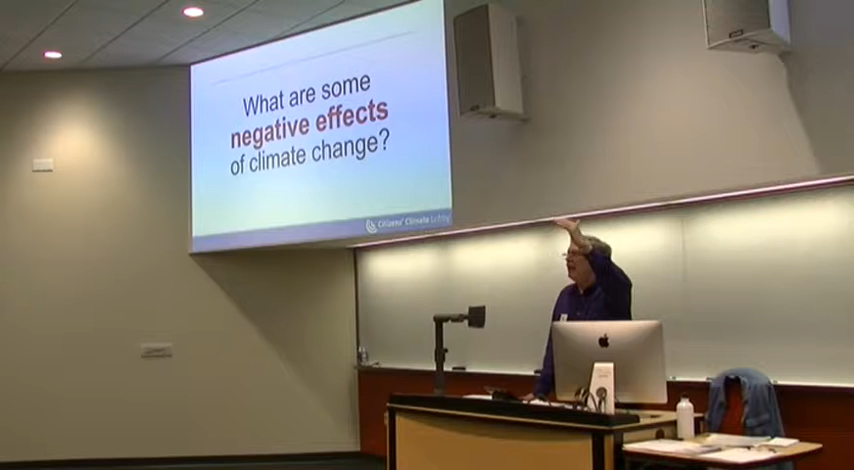 What are some
negative effects
of climate change?
Citizens' Climate Lobby